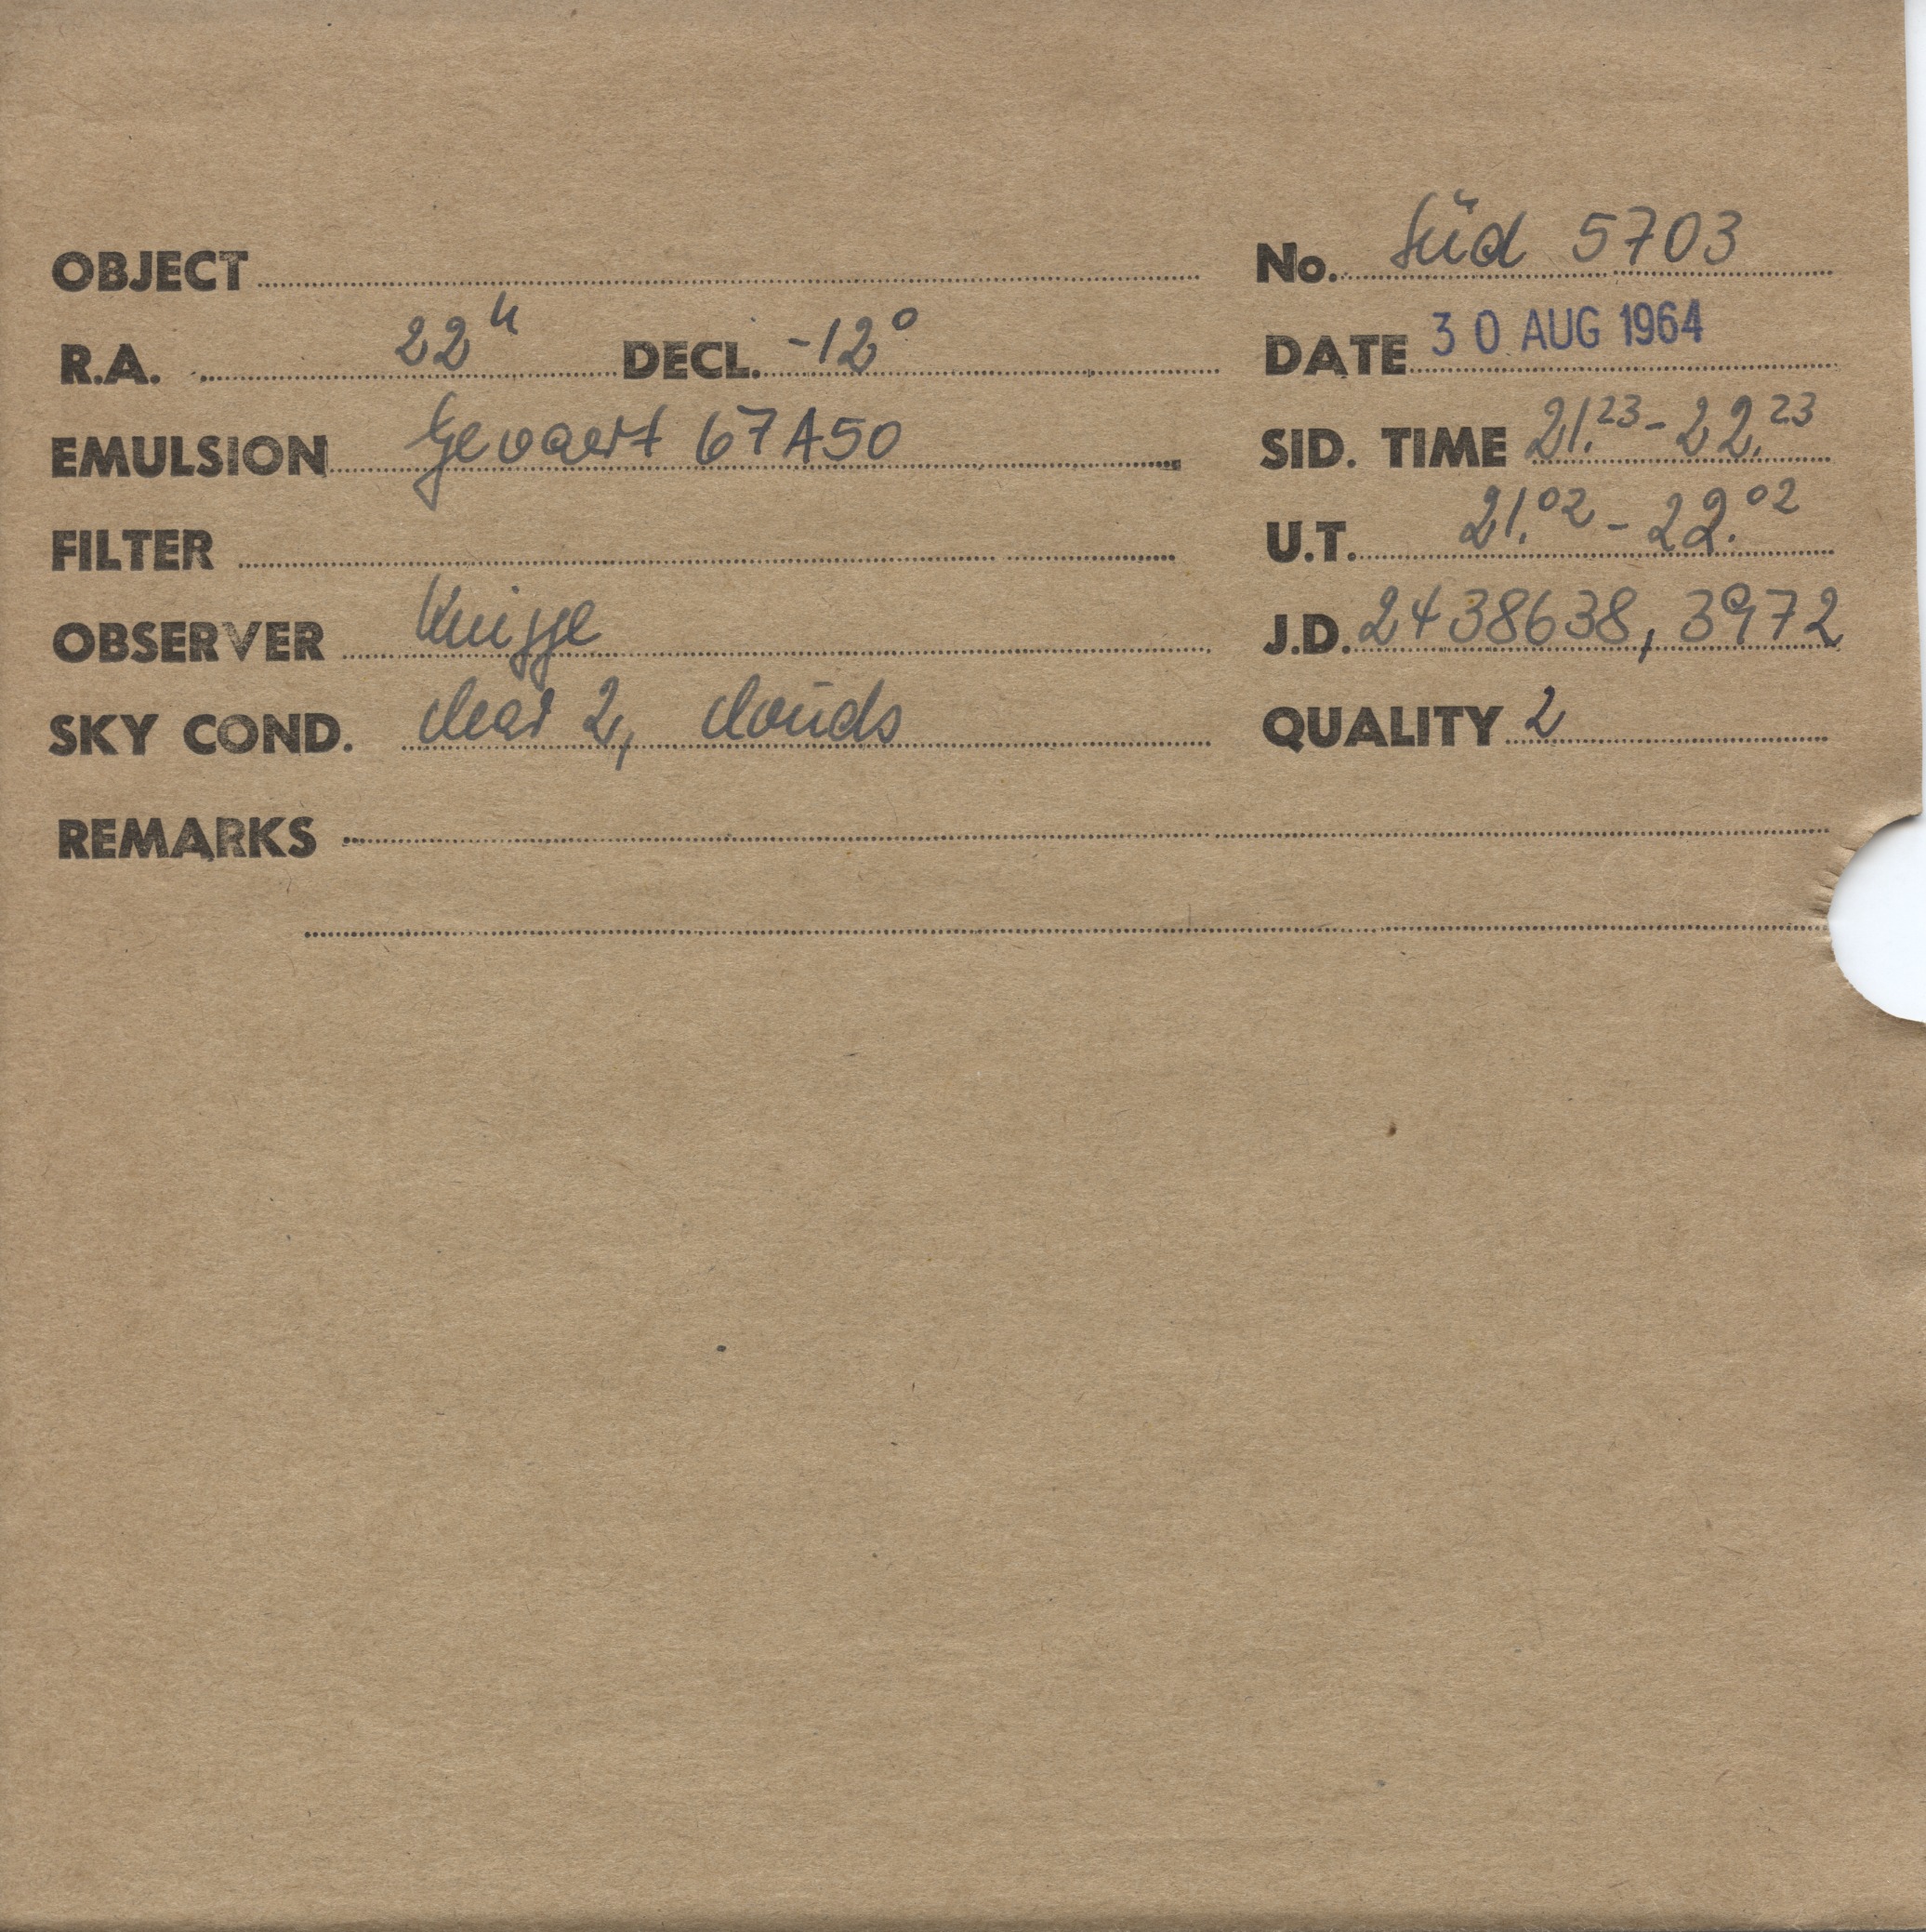 OBJECT No. Süd 5703
R.A. 22h DECL. -12° DATE 30 AUG 1964
EMULSION Gevaert 67A50 SID. TIME 21.23 - 22.23
FILTER U.T. 21.02 - 22.02
OBSERVER Knigge J.D. 2438638,3972
SKY COND. clear 2, clouds QUALITY 2
REMARKS